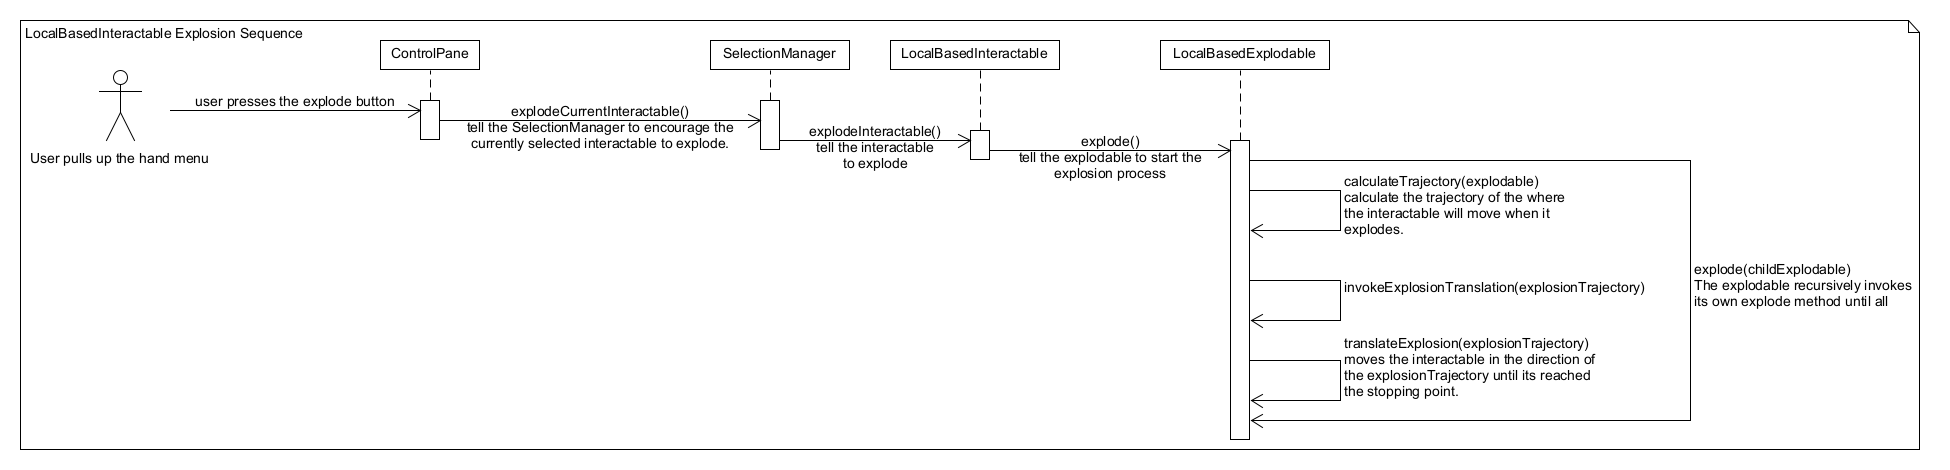 LocalBasedInteractable Explosion Sequence
ControlPane
SelectionManager
LocalBasedInteractable
LocalBasedExplodable
User pulls up the hand menu
user presses the explode button
explodeCurrentInteractable()
tell the SelectionManager to encourage the
currently selected interactable to explode.
explodeInteractable()
tell the interactable
to explode
explode()
tell the explodable to start the
explosion process
calculateTrajectory(explodable)
calculate the trajectory of the where
the interactable will move when it
explodes.
invokeExplosionTranslation(explosionTrajectory)
translateExplosion(explosionTrajectory)
moves the interactable in the direction of
the explosionTrajectory until its reached
the stopping point.
explode(childExplodable)
The explodable recursively invokes
its own explode method until all